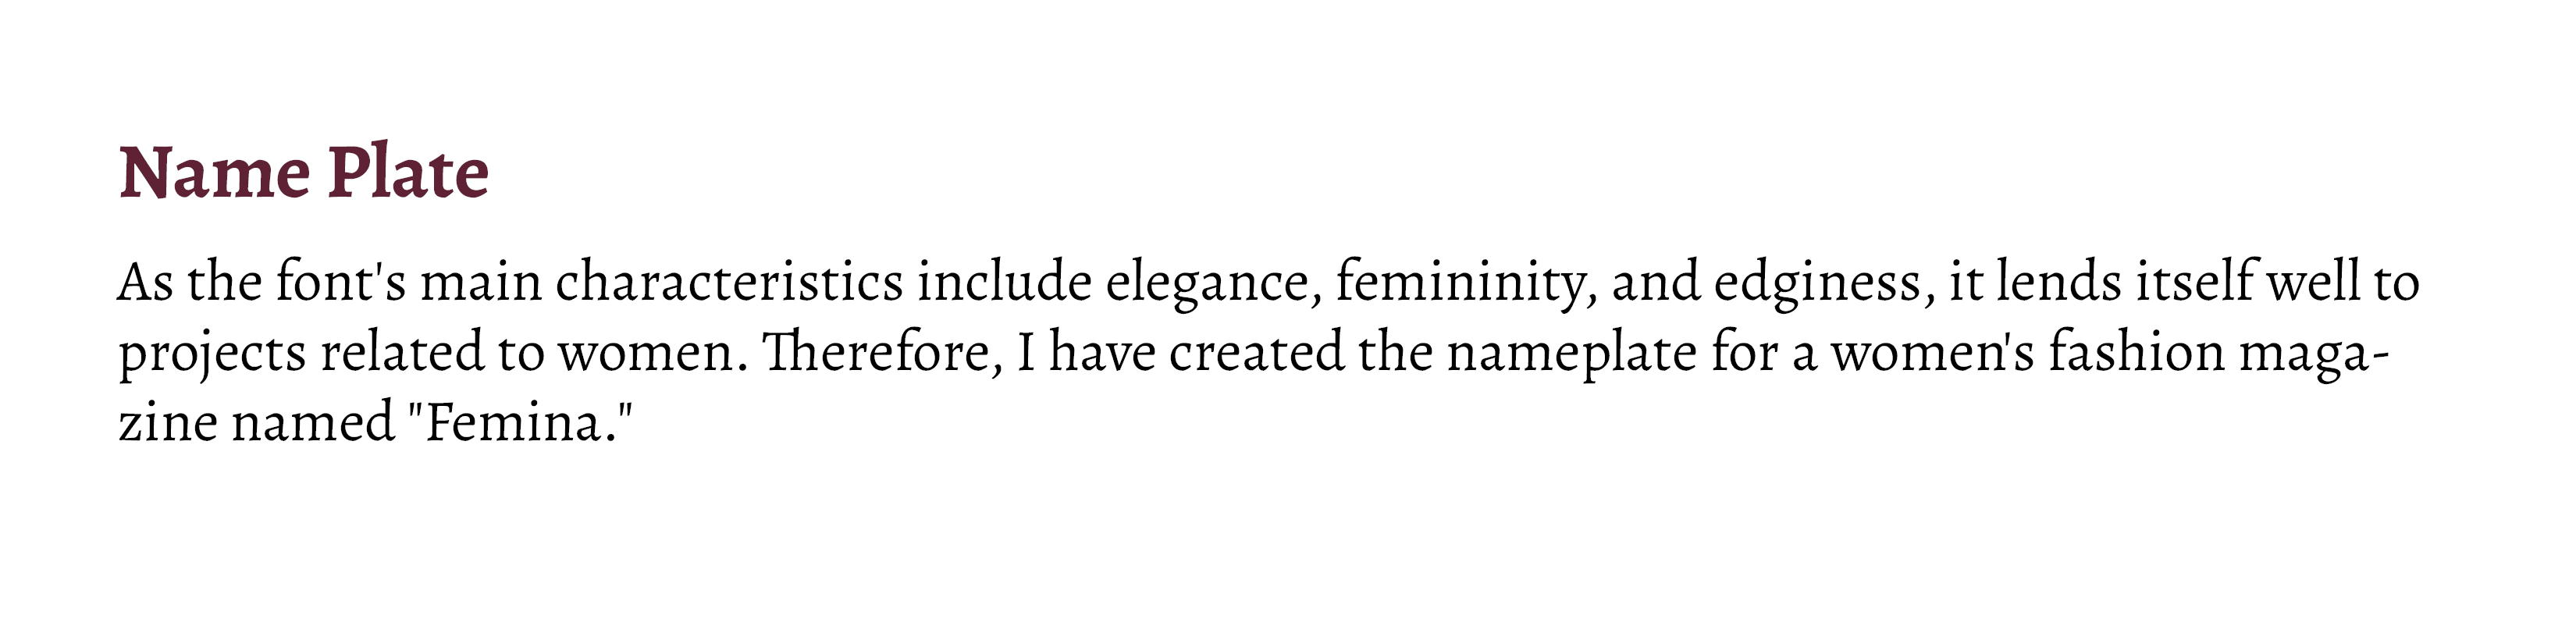 Name Plate
As the font's main characteristics include elegance, femininity, and edginess, it lends itself well to
projects related to women. Therefore, I have created the nameplate for a women's fashion maga-
zine named "Femina."